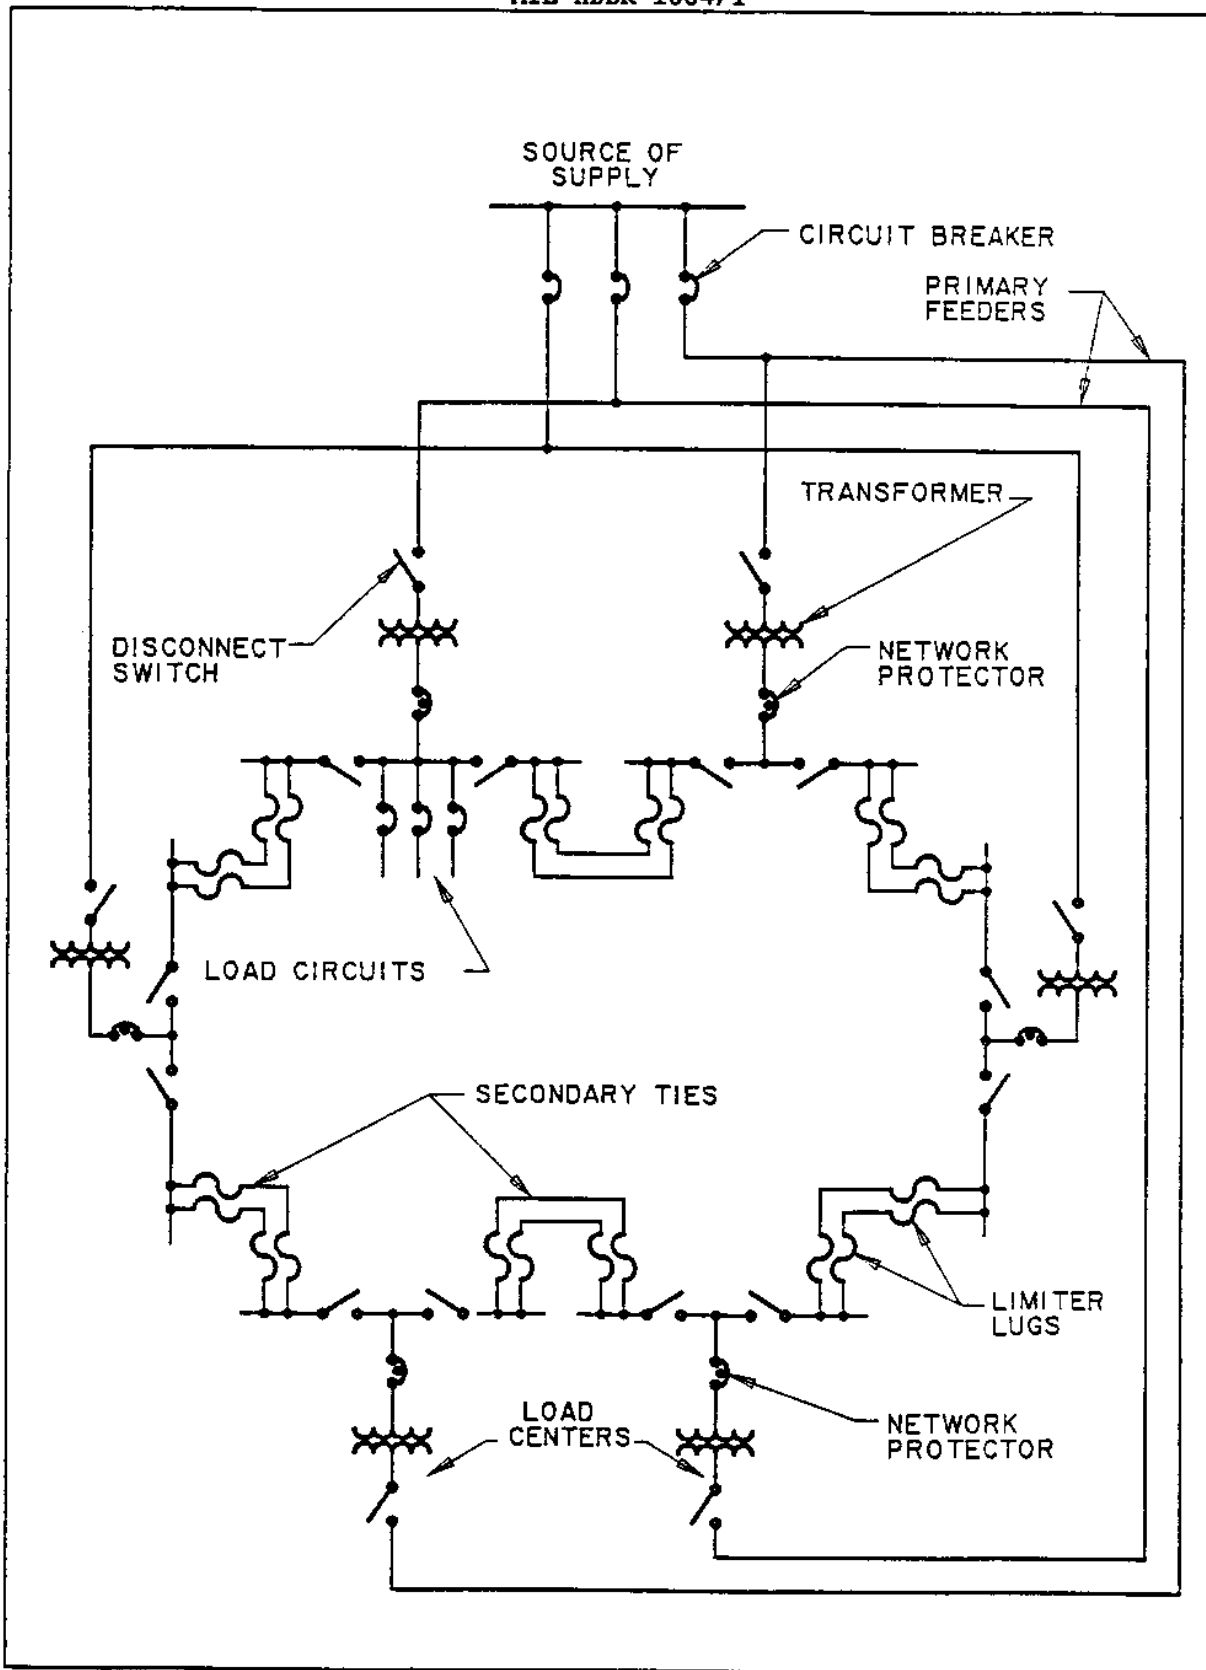 SOURCE OF
SUPPLY
CIRCUIT BREAKER
PRIMARY
FEEDERS
TRANSFORMER
DISCONNECT
SWITCH
NETWORK
PROTECTOR
LOAD CIRCUITS
SECONDARY TIES
LIMITER
LUGS
LOAD
CENTERS
NETWORK
PROTECTOR